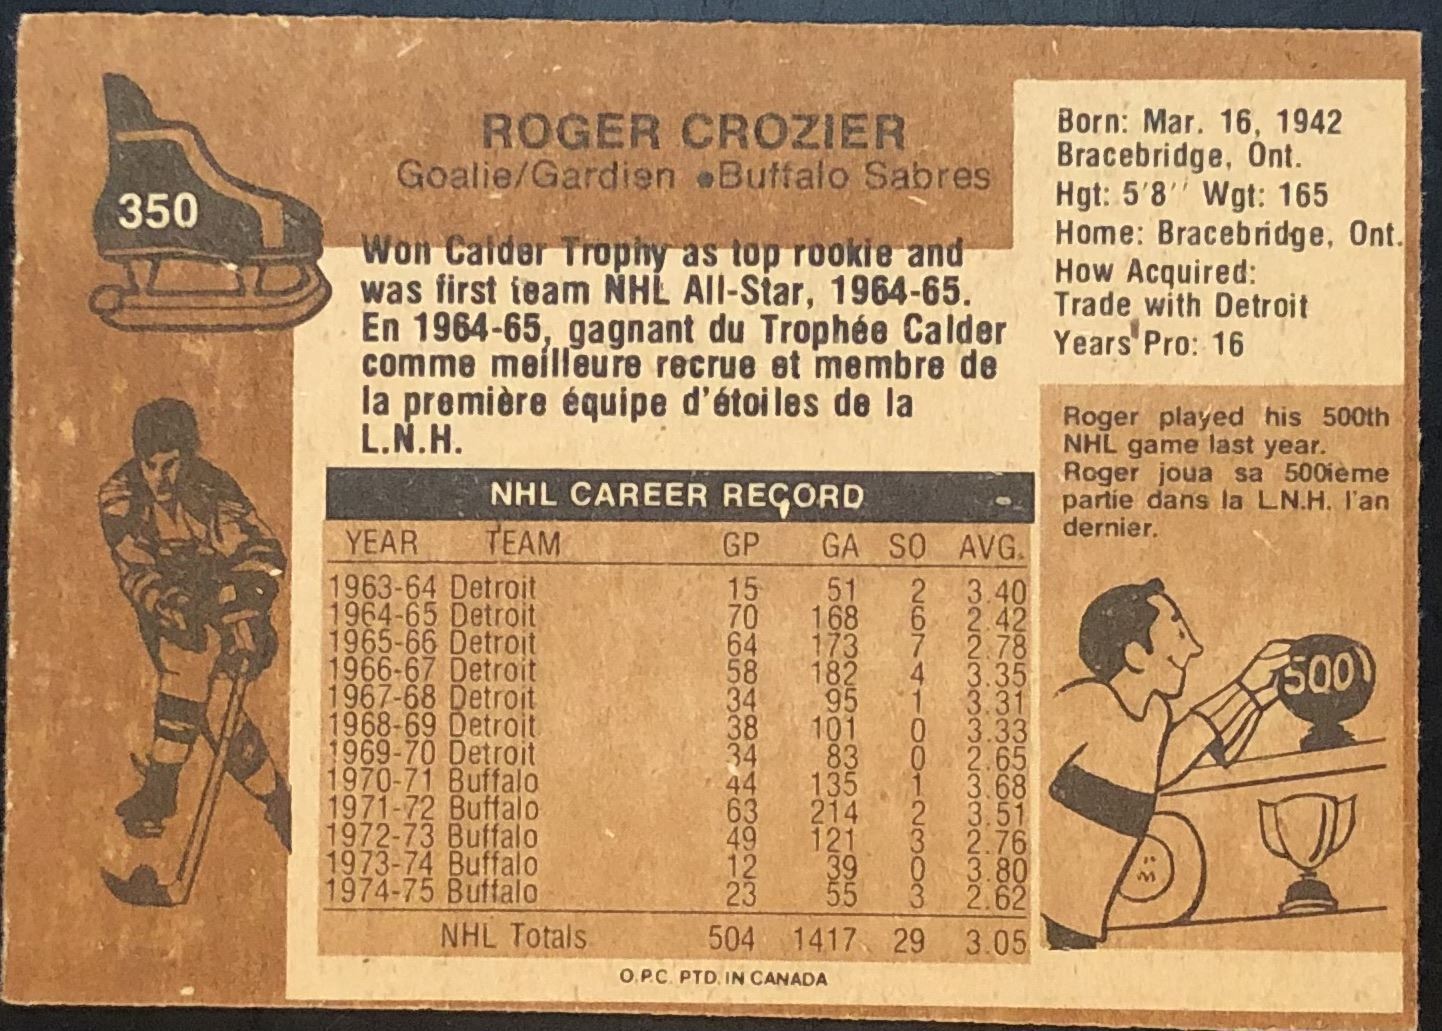 350
ROGER CROZIER
Goalie/Gardien • Buffalo Sabres
Won Calder Trophy as top rookie and
was first team NHL All-Star, 1964-65.
En 1964-65, gagnant du Trophée Calder
comme meilleure recrue et membre de
la première équipe d'étoiles de la
L.N.H.
Born: Mar. 16, 1942
Bracebridge, Ont.
Hgt: 5'8'' Wgt: 165
Home: Bracebridge, Ont.
How Acquired:
Trade with Detroit
Years Pro: 16
Roger played his 500th
NHL game last year.
Roger joua sa 500ième
partie dans la L.N.H. l'an
dernier.
500
NHL CAREER RECORD
YEAR TEAM GP GA SO AVG.
1963-64 Detroit 15 51 2 3.40
1964-65 Detroit 70 168 6 2.42
1965-66 Detroit 64 173 7 2.78
1966-67 Detroit 58 182 4 3.35
1967-68 Detroit 34 95 1 3.31
1968-69 Detroit 38 101 0 3.33
1969-70 Detroit 34 83 0 2.65
1970-71 Buffalo 44 135 1 3.68
1971-72 Buffalo 63 214 2 3.51
1972-73 Buffalo 49 121 3 2.76
1973-74 Buffalo 12 39 0 3.80
1974-75 Buffalo 23 55 3 2.62
NHL Totals 504 1417 29 3.05
O.P.C. PTD. IN CANADA